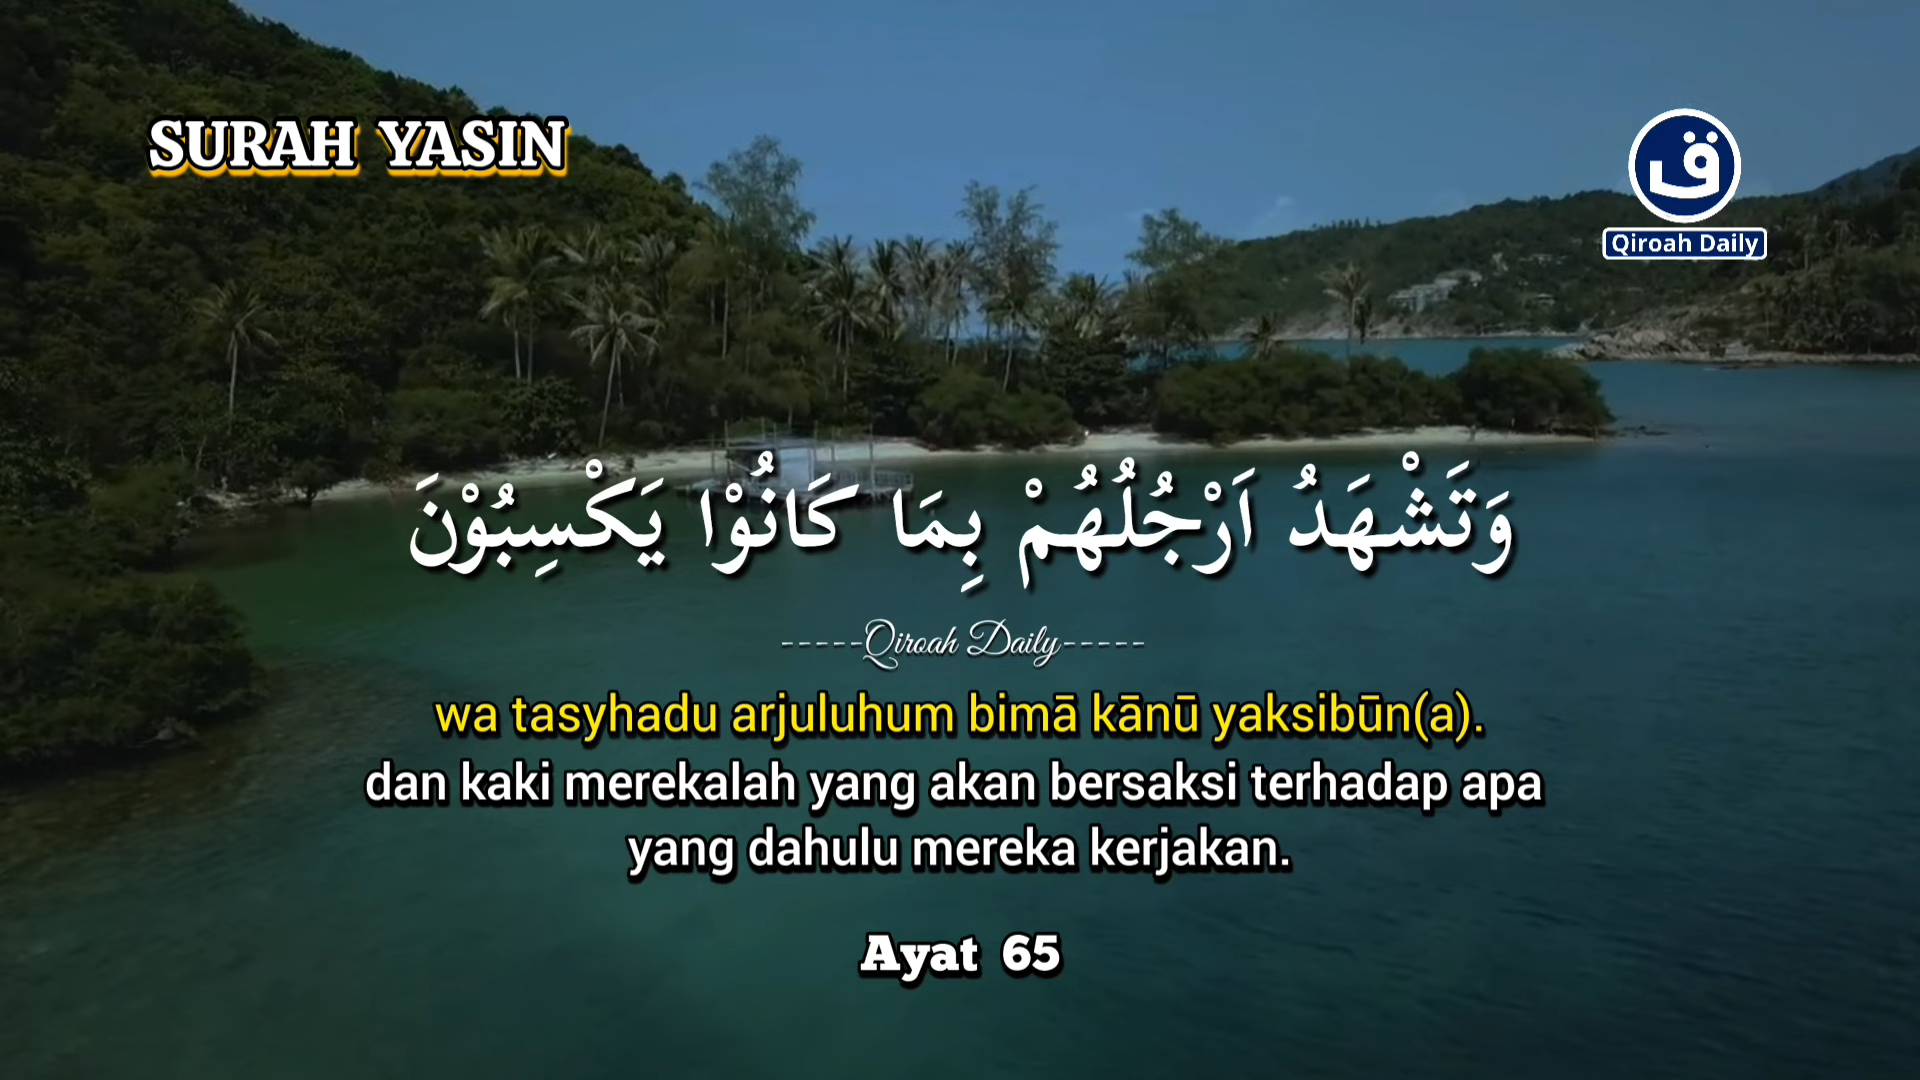 SURAH YASIN
ق
Qiroah Daily
وَتَشْهَدُ اَرْجُلُهُمْ بِمَا كَانُوْا يَكْسِبُوْنَ
-----Qiroah Daily-----
wa tasyhadu arjuluhum bimā kānū yaksibūn(a).
dan kaki merekalah yang akan bersaksi terhadap apa
yang dahulu mereka kerjakan.
Ayat 65